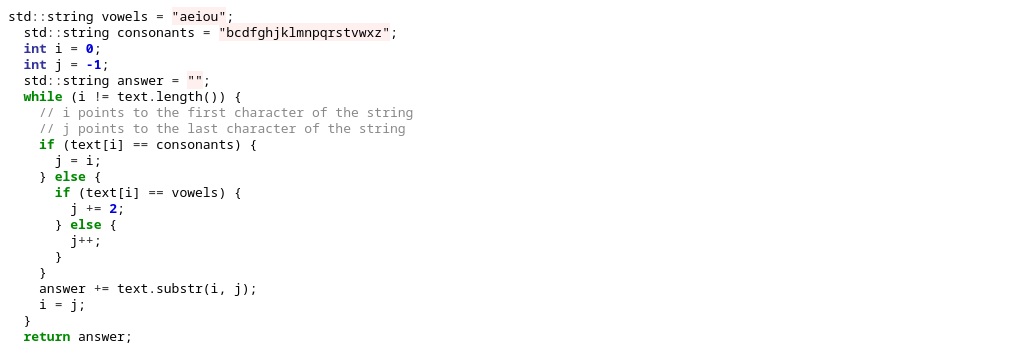 std::string vowels = "aeiou";
std::string consonants = "bcdfghjklmnpqrstvwxz";
int i = 0;
int j = -1;
std::string answer = "";
while (i != text.length()) {
// i points to the first character of the string
// j points to the last character of the string
if (text[i] == consonants) {
j = i;
} else {
if (text[i] == vowels) {
j += 2;
} else {
j++;
}
}
answer += text.substr(i, j);
i = j;
}
return answer;